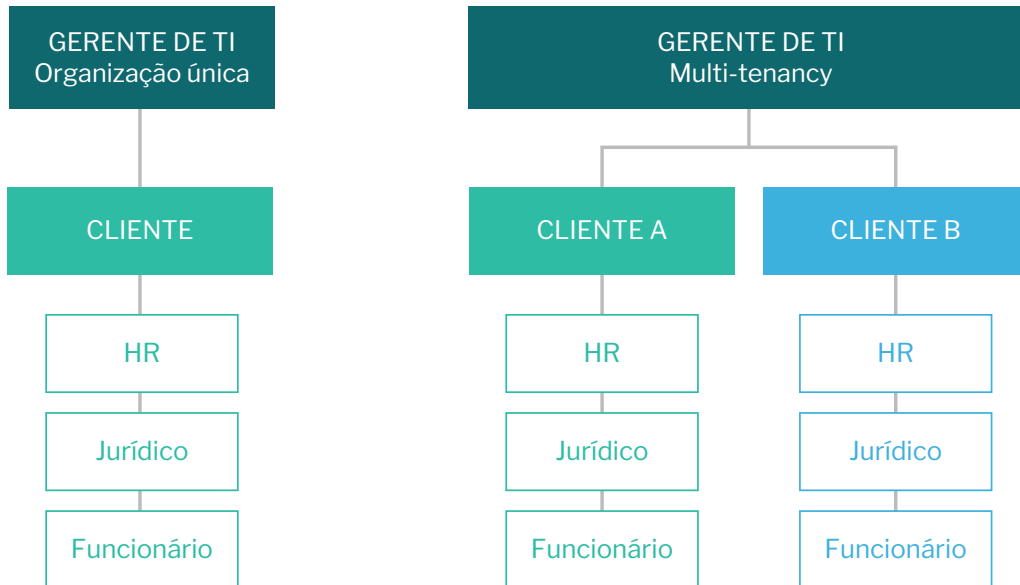 GERENTE DE TI
Organização única
CLIENTE
HR
Jurídico
Funcionário
GERENTE DE TI
Multi-tenancy
CLIENTE A
HR
Jurídico
Funcionário
CLIENTE B
HR
Jurídico
Funcionário